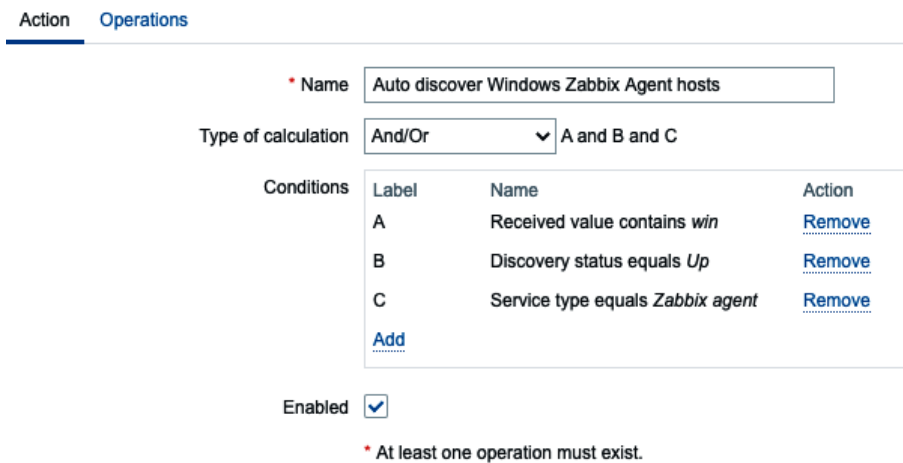 Action Operations
* Name Auto discover Windows Zabbix Agent hosts
Type of calculation And/Or A and B and C
Conditions Label Name Action
A Received value contains win Remove
B Discovery status equals Up Remove
C Service type equals Zabbix agent Remove
Add
Enabled
* At least one operation must exist.